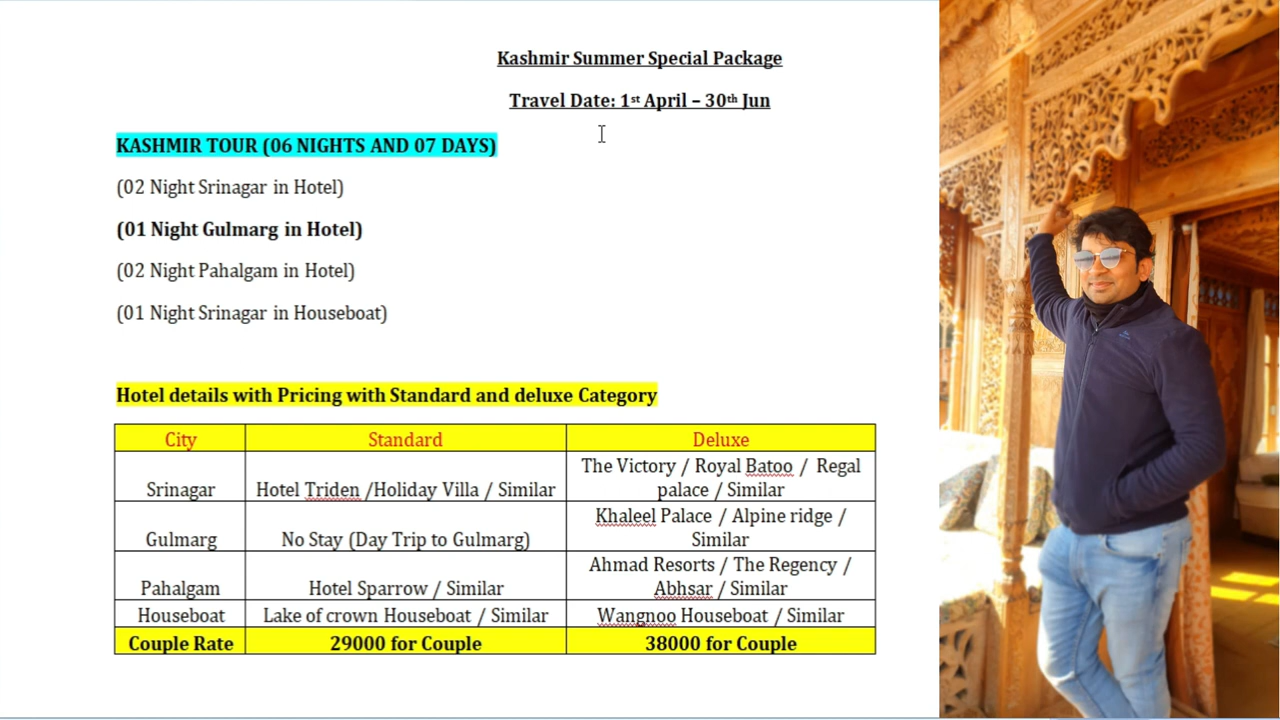 Kashmir Summer Special Package
Travel Date: 1st April – 30th Jun
KASHMIR TOUR (06 NIGHTS AND 07 DAYS)
(02 Night Srinagar in Hotel)
(01 Night Gulmarg in Hotel)
(02 Night Pahalgam in Hotel)
(01 Night Srinagar in Houseboat)
Hotel details with Pricing with Standard and deluxe Category
City Standard Deluxe
Srinagar Hotel Triden /Holiday Villa / Similar The Victory / Royal Batoo / Regal
palace / Similar
Gulmarg No Stay (Day Trip to Gulmarg) Khaleel Palace / Alpine ridge /
Similar
Pahalgam Hotel Sparrow / Similar Ahmad Resorts / The Regency /
Abhsar / Similar
Houseboat Lake of crown Houseboat / Similar Wangnoo Houseboat / Similar
Couple Rate 29000 for Couple 38000 for Couple